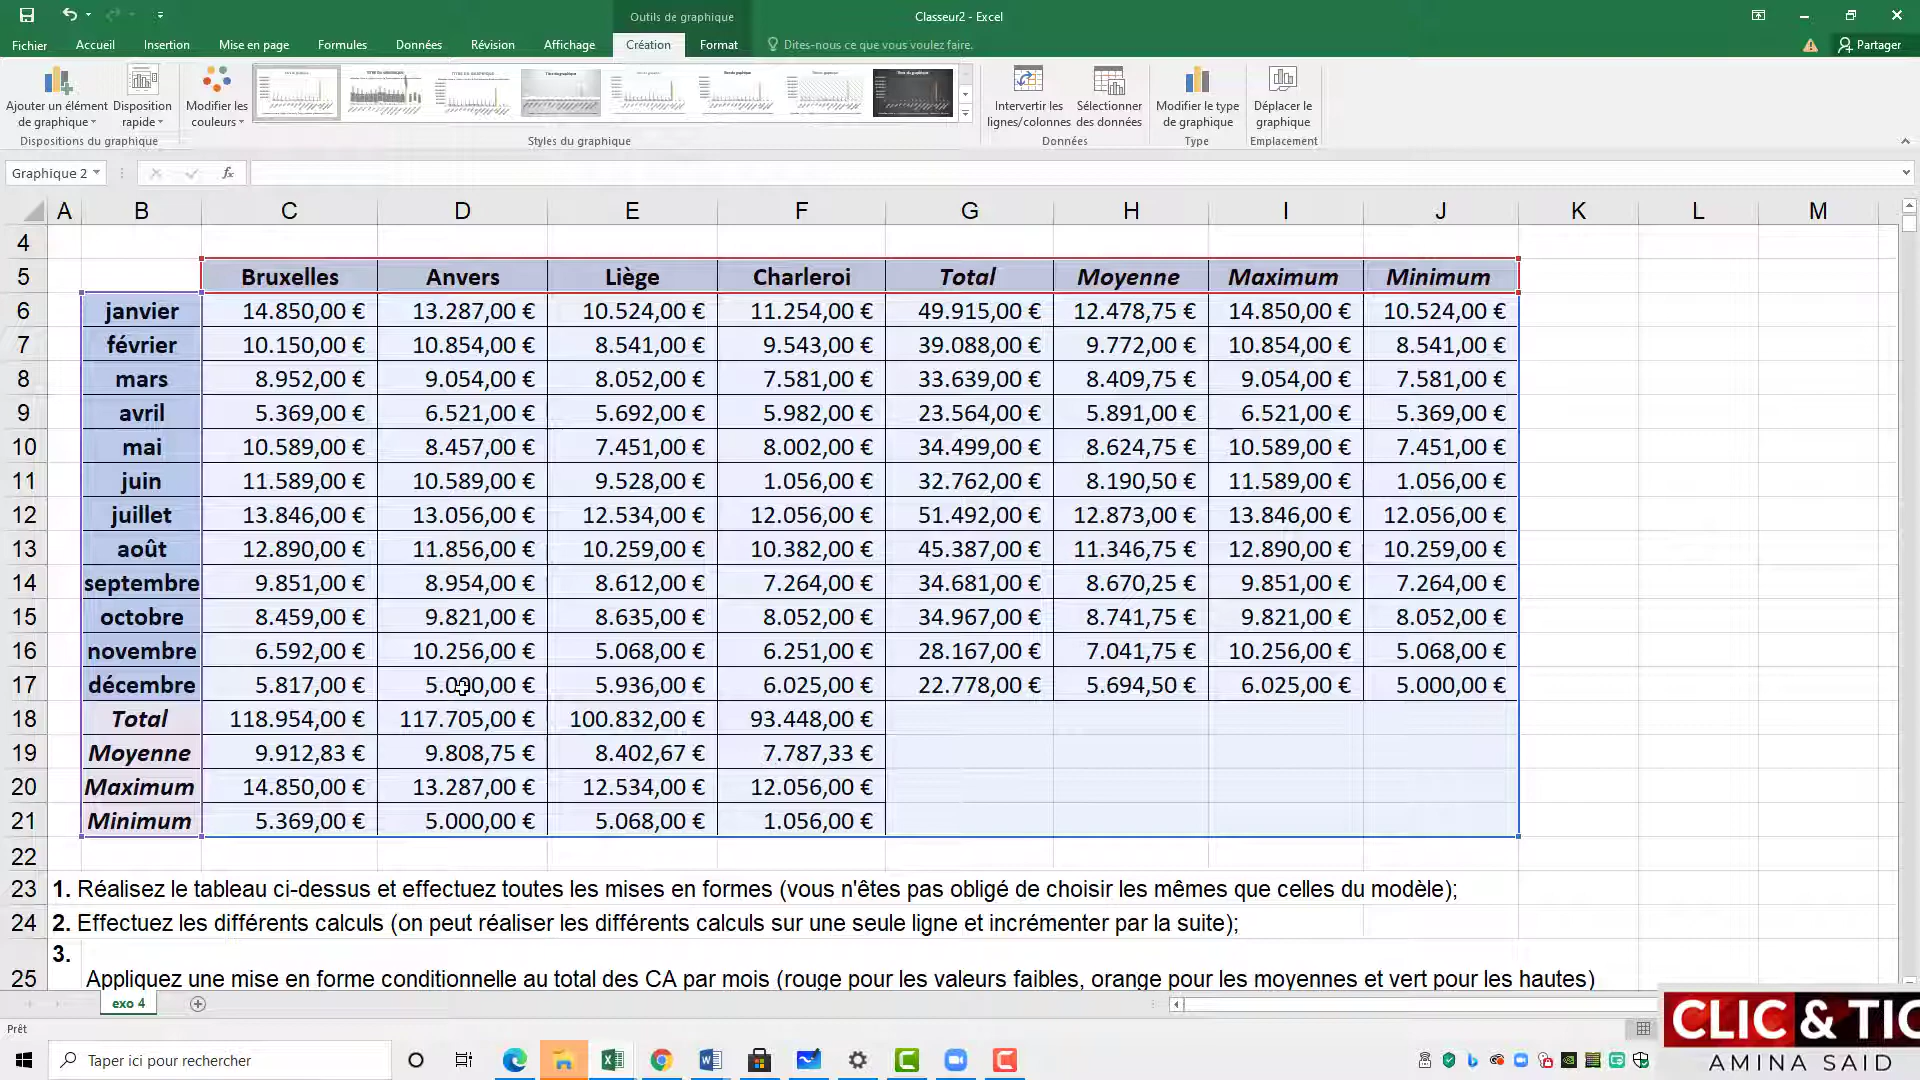 Outils de graphique
Classeur2 - Excel
Fichier Accueil Insertion Mise en page Formules Données Révision Affichage Création Format Dites-nous ce que vous voulez faire. Partager
Ajouter un élément de graphique
Disposition rapide
Modifier les couleurs
Intervertir les lignes/colonnes
Sélectionner des données
Modifier le type de graphique
Déplacer le graphique
Dispositions du graphique Styles du graphique Données Type Emplacement
Graphique 2 fx
A B C D E F G H I J K L M
4
5 Bruxelles Anvers Liège Charleroi Total Moyenne Maximum Minimum
6 janvier 14.850,00 € 13.287,00 € 10.524,00 € 11.254,00 € 49.915,00 € 12.478,75 € 14.850,00 € 10.524,00 €
7 février 10.150,00 € 10.854,00 € 8.541,00 € 9.543,00 € 39.088,00 € 9.772,00 € 10.854,00 € 8.541,00 €
8 mars 8.952,00 € 9.054,00 € 8.052,00 € 7.581,00 € 33.639,00 € 8.409,75 € 9.054,00 € 7.581,00 €
9 avril 5.369,00 € 6.521,00 € 5.692,00 € 5.982,00 € 23.564,00 € 5.891,00 € 6.521,00 € 5.369,00 €
10 mai 10.589,00 € 8.457,00 € 7.451,00 € 8.002,00 € 34.499,00 € 8.624,75 € 10.589,00 € 7.451,00 €
11 juin 11.589,00 € 10.589,00 € 9.528,00 € 1.056,00 € 32.762,00 € 8.190,50 € 11.589,00 € 1.056,00 €
12 juillet 13.846,00 € 13.056,00 € 12.534,00 € 12.056,00 € 51.492,00 € 12.873,00 € 13.846,00 € 12.056,00 €
13 août 12.890,00 € 11.856,00 € 10.259,00 € 10.382,00 € 45.387,00 € 11.346,75 € 12.890,00 € 10.259,00 €
14 septembre 9.851,00 € 8.954,00 € 8.612,00 € 7.264,00 € 34.681,00 € 8.670,25 € 9.851,00 € 7.264,00 €
15 octobre 8.459,00 € 9.821,00 € 8.635,00 € 8.052,00 € 34.967,00 € 8.741,75 € 9.821,00 € 8.052,00 €
16 novembre 6.592,00 € 10.256,00 € 5.068,00 € 6.251,00 € 28.167,00 € 7.041,75 € 10.256,00 € 5.068,00 €
17 décembre 5.817,00 € 5.000,00 € 5.936,00 € 6.025,00 € 22.778,00 € 5.694,50 € 6.025,00 € 5.000,00 €
18 Total 118.954,00 € 117.705,00 € 100.832,00 € 93.448,00 €
19 Moyenne 9.912,83 € 9.808,75 € 8.402,67 € 7.787,33 €
20 Maximum 14.850,00 € 13.287,00 € 12.534,00 € 12.056,00 €
21 Minimum 5.369,00 € 5.000,00 € 5.068,00 € 1.056,00 €
22
23 1. Réalisez le tableau ci-dessus et effectuez toutes les mises en formes (vous n'êtes pas obligé de choisir les mêmes que celles du modèle);
24 2. Effectuez les différents calculs (on peut réaliser les différents calculs sur une seule ligne et incrémenter par la suite);
3.
25 Appliquez une mise en forme conditionnelle au total des CA par mois (rouge pour les valeurs faibles, orange pour les moyennes et vert pour les hautes)
exo 4
Prêt
CLIC & TIC
AMINA SAID
Taper ici pour rechercher